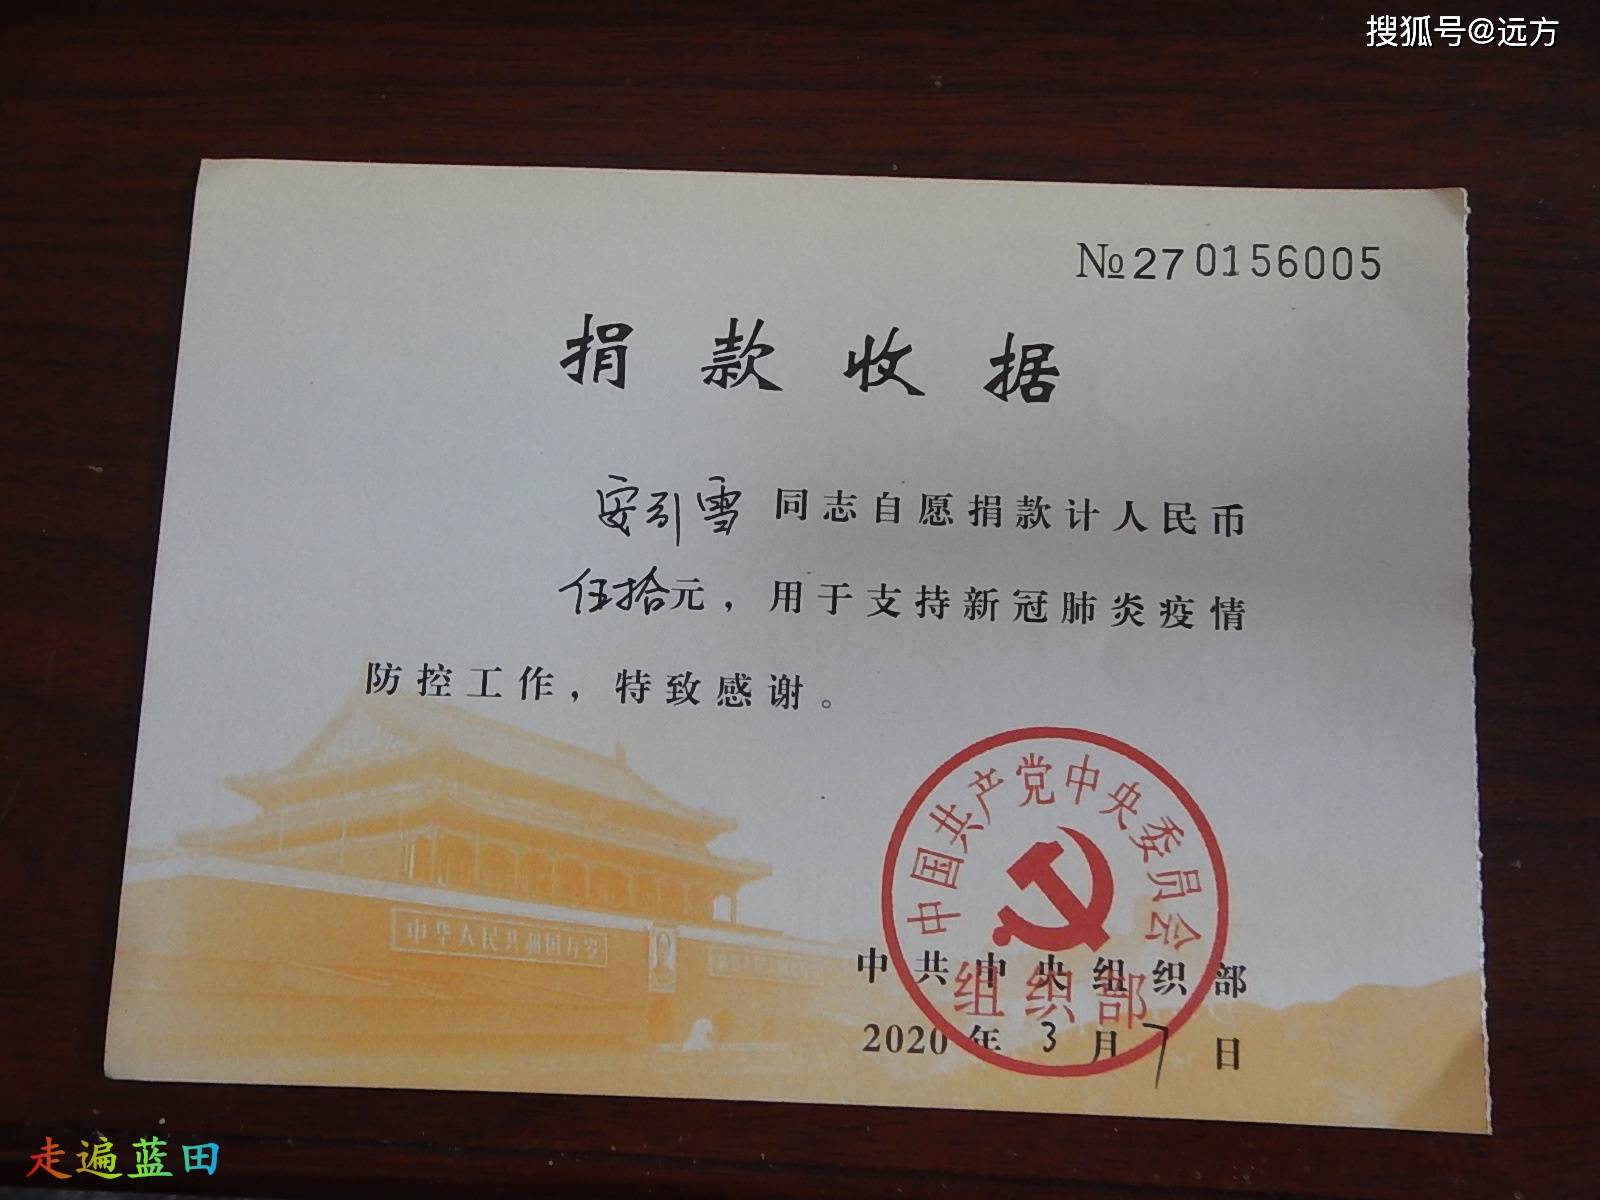 搜狐号@远方
№270156005
捐款收据
安引雪 同志自愿捐款计人民币
伍拾元，用于支持新冠肺炎疫情
防控工作，特致感谢。
中国共产党中央委员会
组织部
中共中央组织部
2020年3月7日
中华人民共和国万岁
走遍蓝田